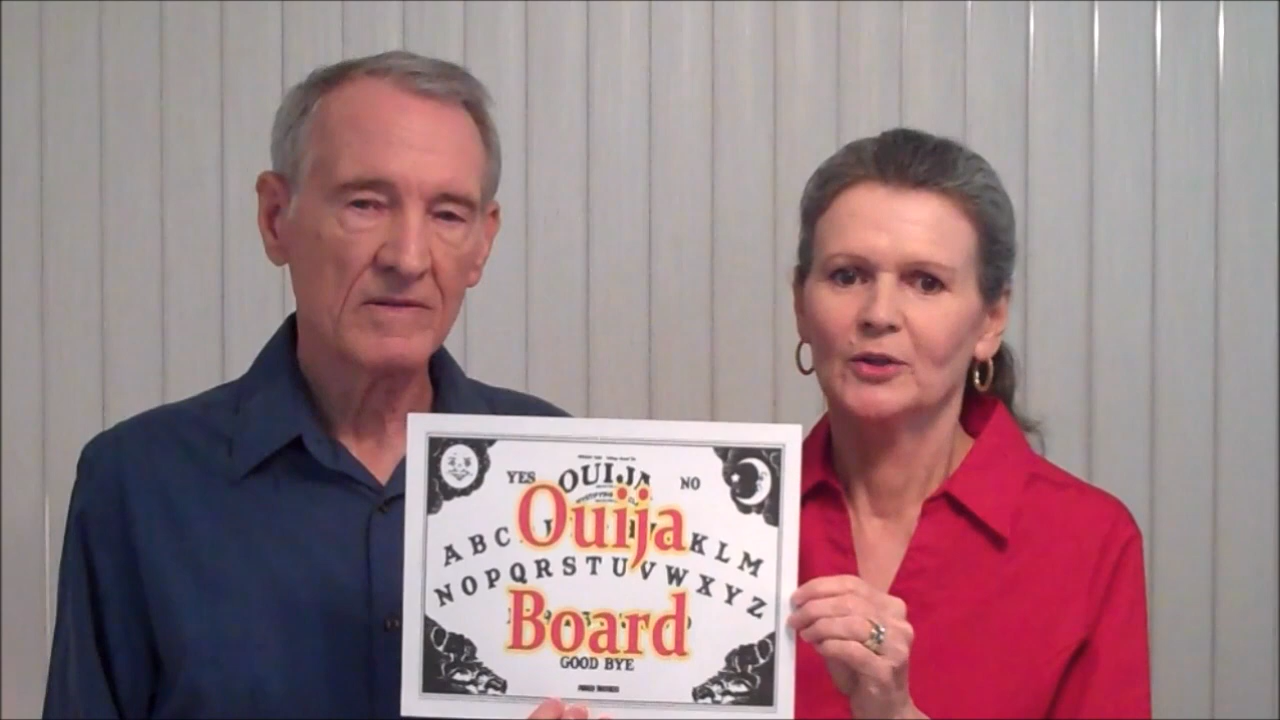 YES OUIJA NO
Ouija
A B C K L M
N O P Q R S T U V W X Y Z
Board
GOOD BYE